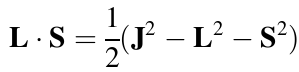 L · S = 1/2 (J² − L² − S²)